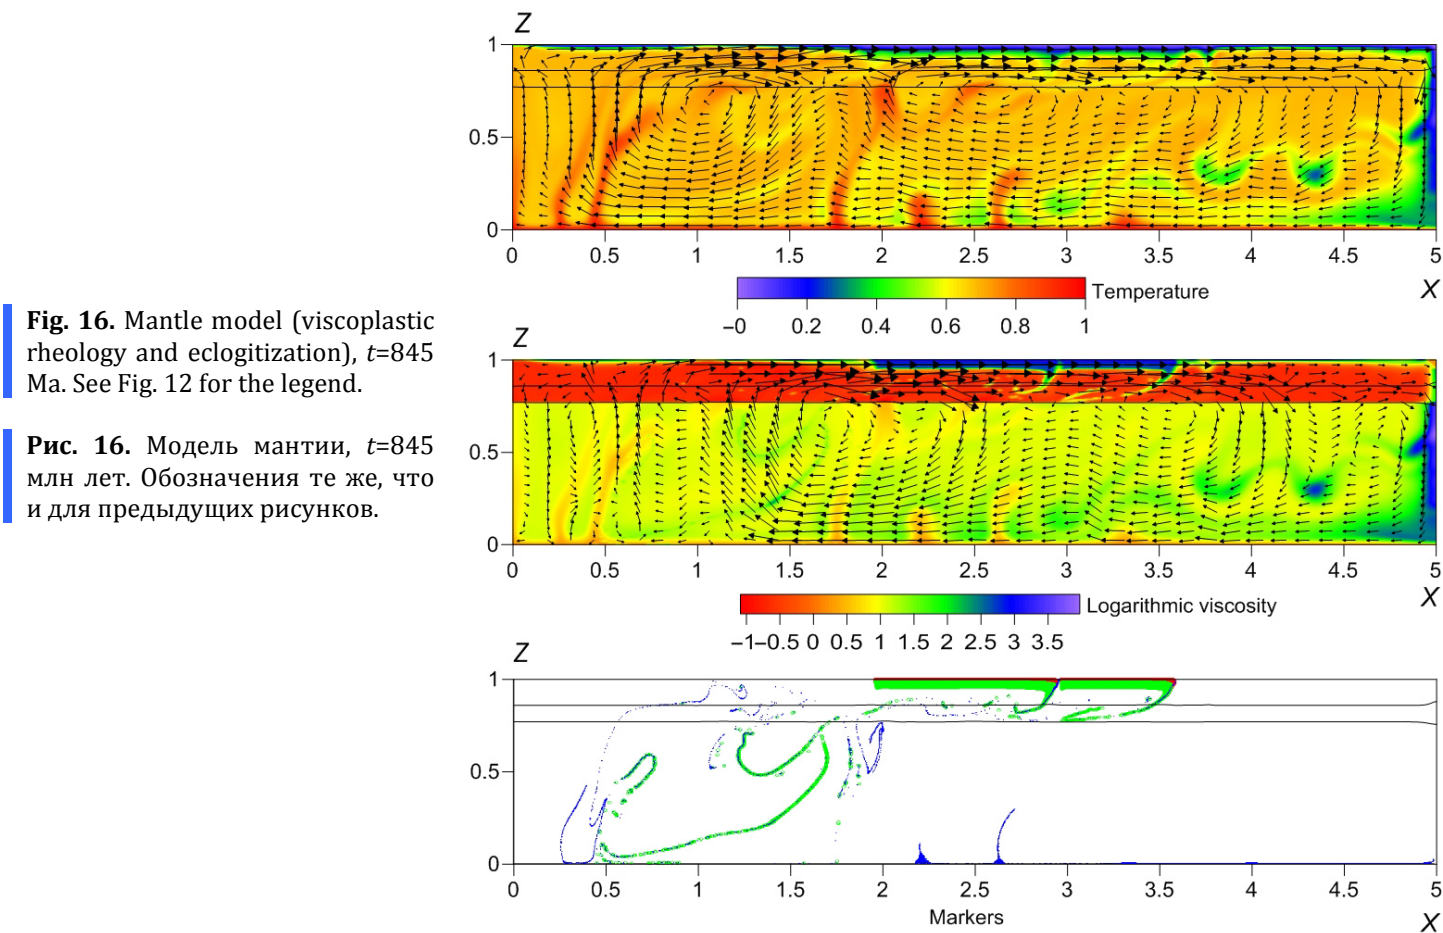 Fig. 16. Mantle model (viscoplastic
rheology and eclogitization), t=845
Ma. See Fig. 12 for the legend.
Рис. 16. Модель мантии, t=845
млн лет. Обозначения те же, что
и для предыдущих рисунков.
Z
1
0.5
0
0 0.5 1 1.5 2 2.5 3 3.5 4 4.5 5
X
Temperature
–0 0.2 0.4 0.6 0.8 1
Z
1
0.5
0
0 0.5 1 1.5 2 2.5 3 3.5 4 4.5 5
X
Logarithmic viscosity
–1–0.5 0 0.5 1 1.5 2 2.5 3 3.5
Z
1
0.5
0
0 0.5 1 1.5 2 2.5 3 3.5 4 4.5 5
Markers
X